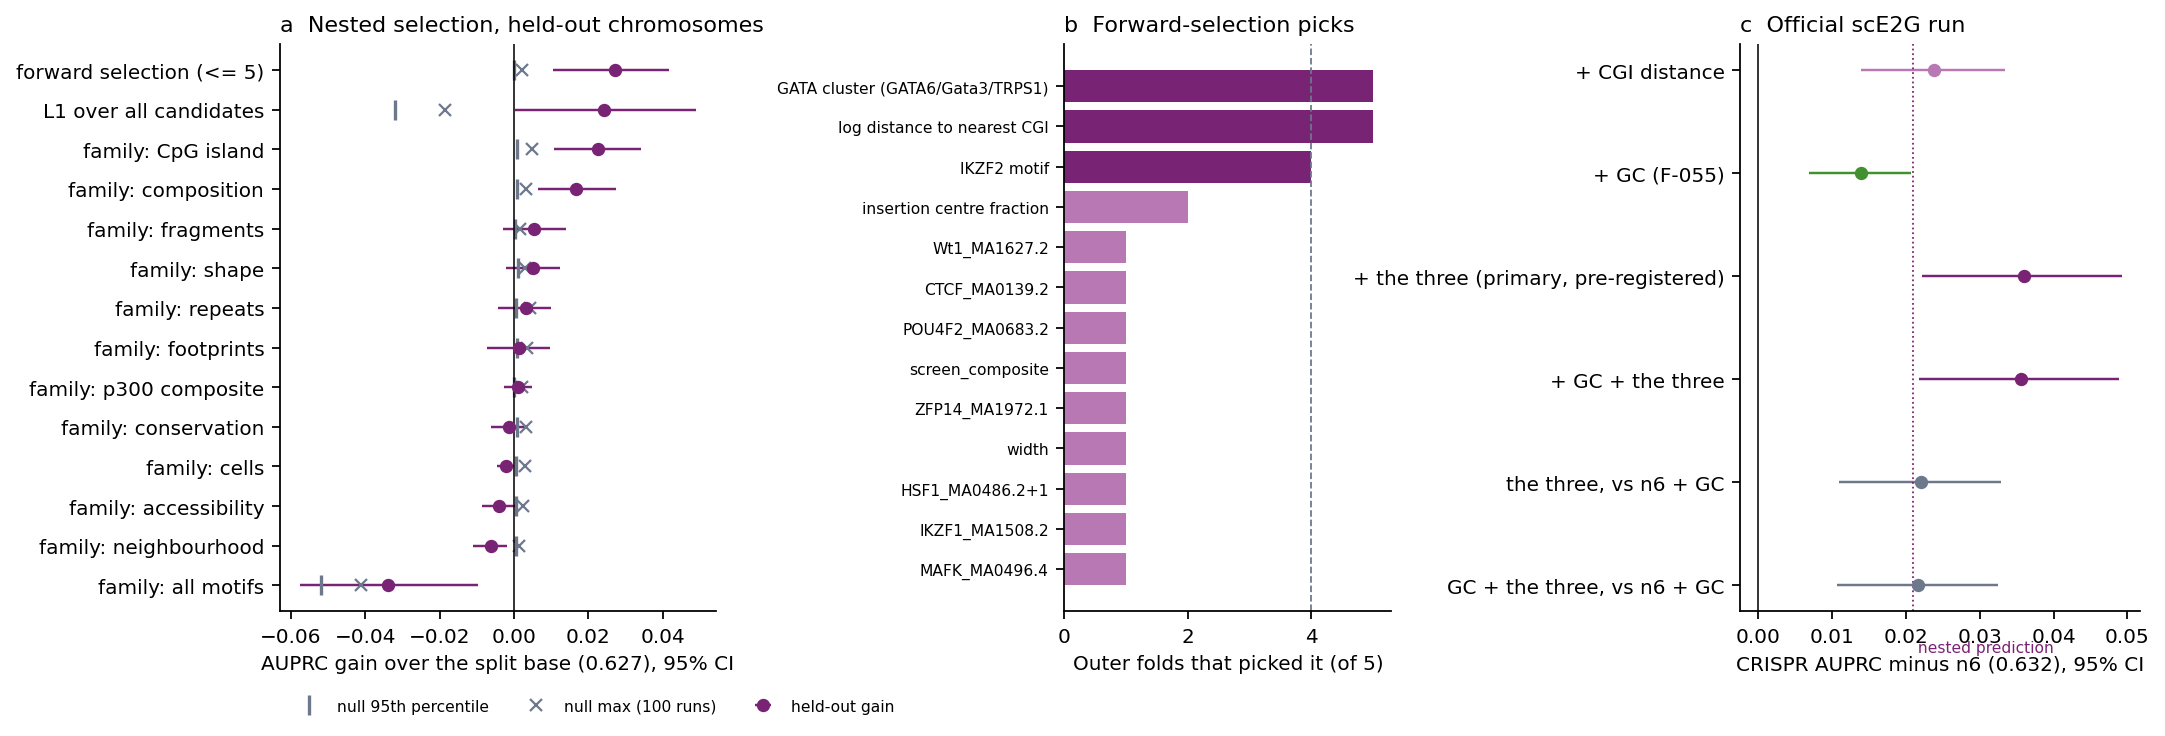 a  Nested selection, held-out chromosomes
forward selection (<= 5)
L1 over all candidates
family: CpG island
family: composition
family: fragments
family: shape
family: repeats
family: footprints
family: p300 composite
family: conservation
family: cells
family: accessibility
family: neighbourhood
family: all motifs
−0.06 −0.04 −0.02 0.00 0.02 0.04
AUPRC gain over the split base (0.627), 95% CI
null 95th percentile
null max (100 runs)
held-out gain
b  Forward-selection picks
GATA cluster (GATA6/Gata3/TRPS1)
log distance to nearest CGI
IKZF2 motif
insertion centre fraction
Wt1_MA1627.2
CTCF_MA0139.2
POU4F2_MA0683.2
screen_composite
ZFP14_MA1972.1
width
HSF1_MA0486.2+1
IKZF1_MA1508.2
MAFK_MA0496.4
0 2 4
Outer folds that picked it (of 5)
c  Official scE2G run
+ CGI distance
+ GC (F-055)
+ the three (primary, pre-registered)
+ GC + the three
the three, vs n6 + GC
GC + the three, vs n6 + GC
0.00 0.01 0.02 0.03 0.04 0.05
nested prediction
CRISPR AUPRC minus n6 (0.632), 95% CI